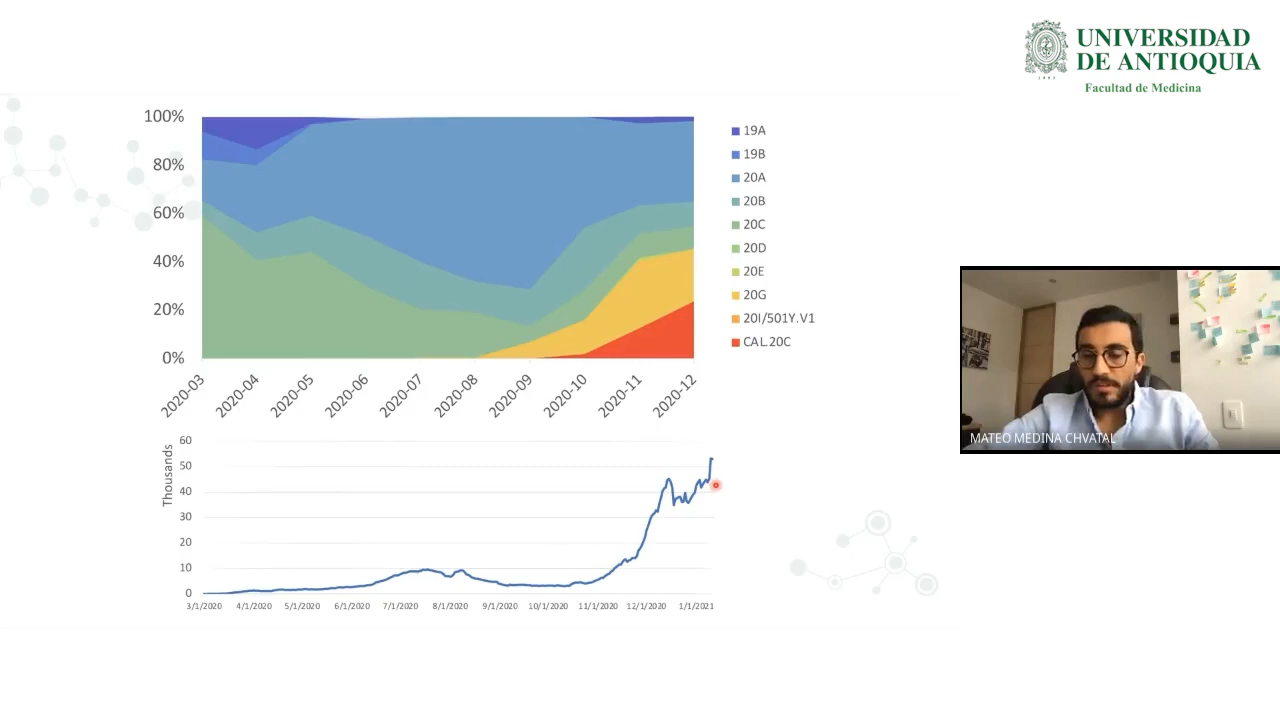 UNIVERSIDAD
DE ANTIOQUIA
1803
Facultad de Medicina
100%
80%
60%
40%
20%
0%
2020-03
2020-04
2020-05
2020-06
2020-07
2020-08
2020-09
2020-10
2020-11
2020-12
19A
19B
20A
20B
20C
20D
20E
20G
20I/501Y.V1
CAL.20C
MATEO MEDINA CHVATAL
Thousands
60
50
40
30
20
10
0
3/1/2020
4/1/2020
5/1/2020
6/1/2020
7/1/2020
8/1/2020
9/1/2020
10/1/2020
11/1/2020
12/1/2020
1/1/2021